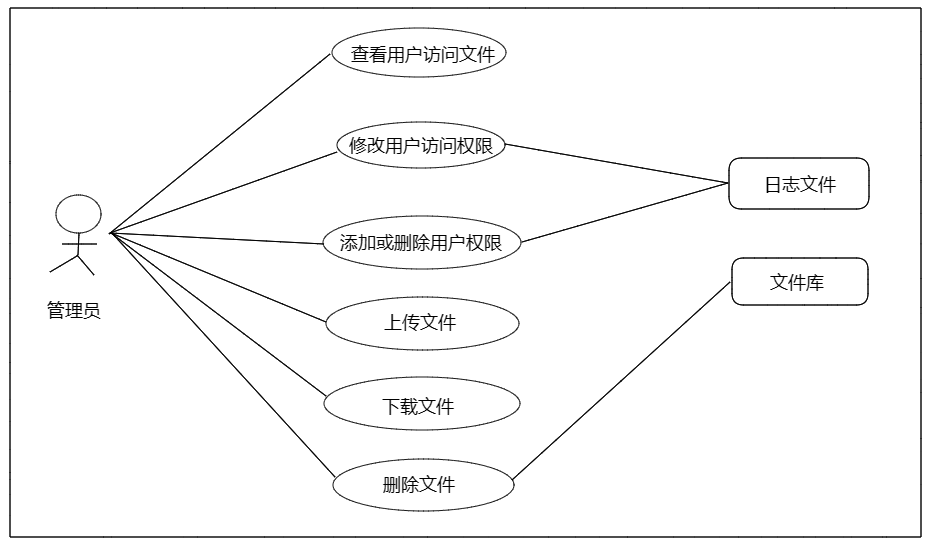 查看用户访问文件
修改用户访问权限
日志文件
添加或删除用户权限
文件库
管理员
上传文件
下载文件
删除文件